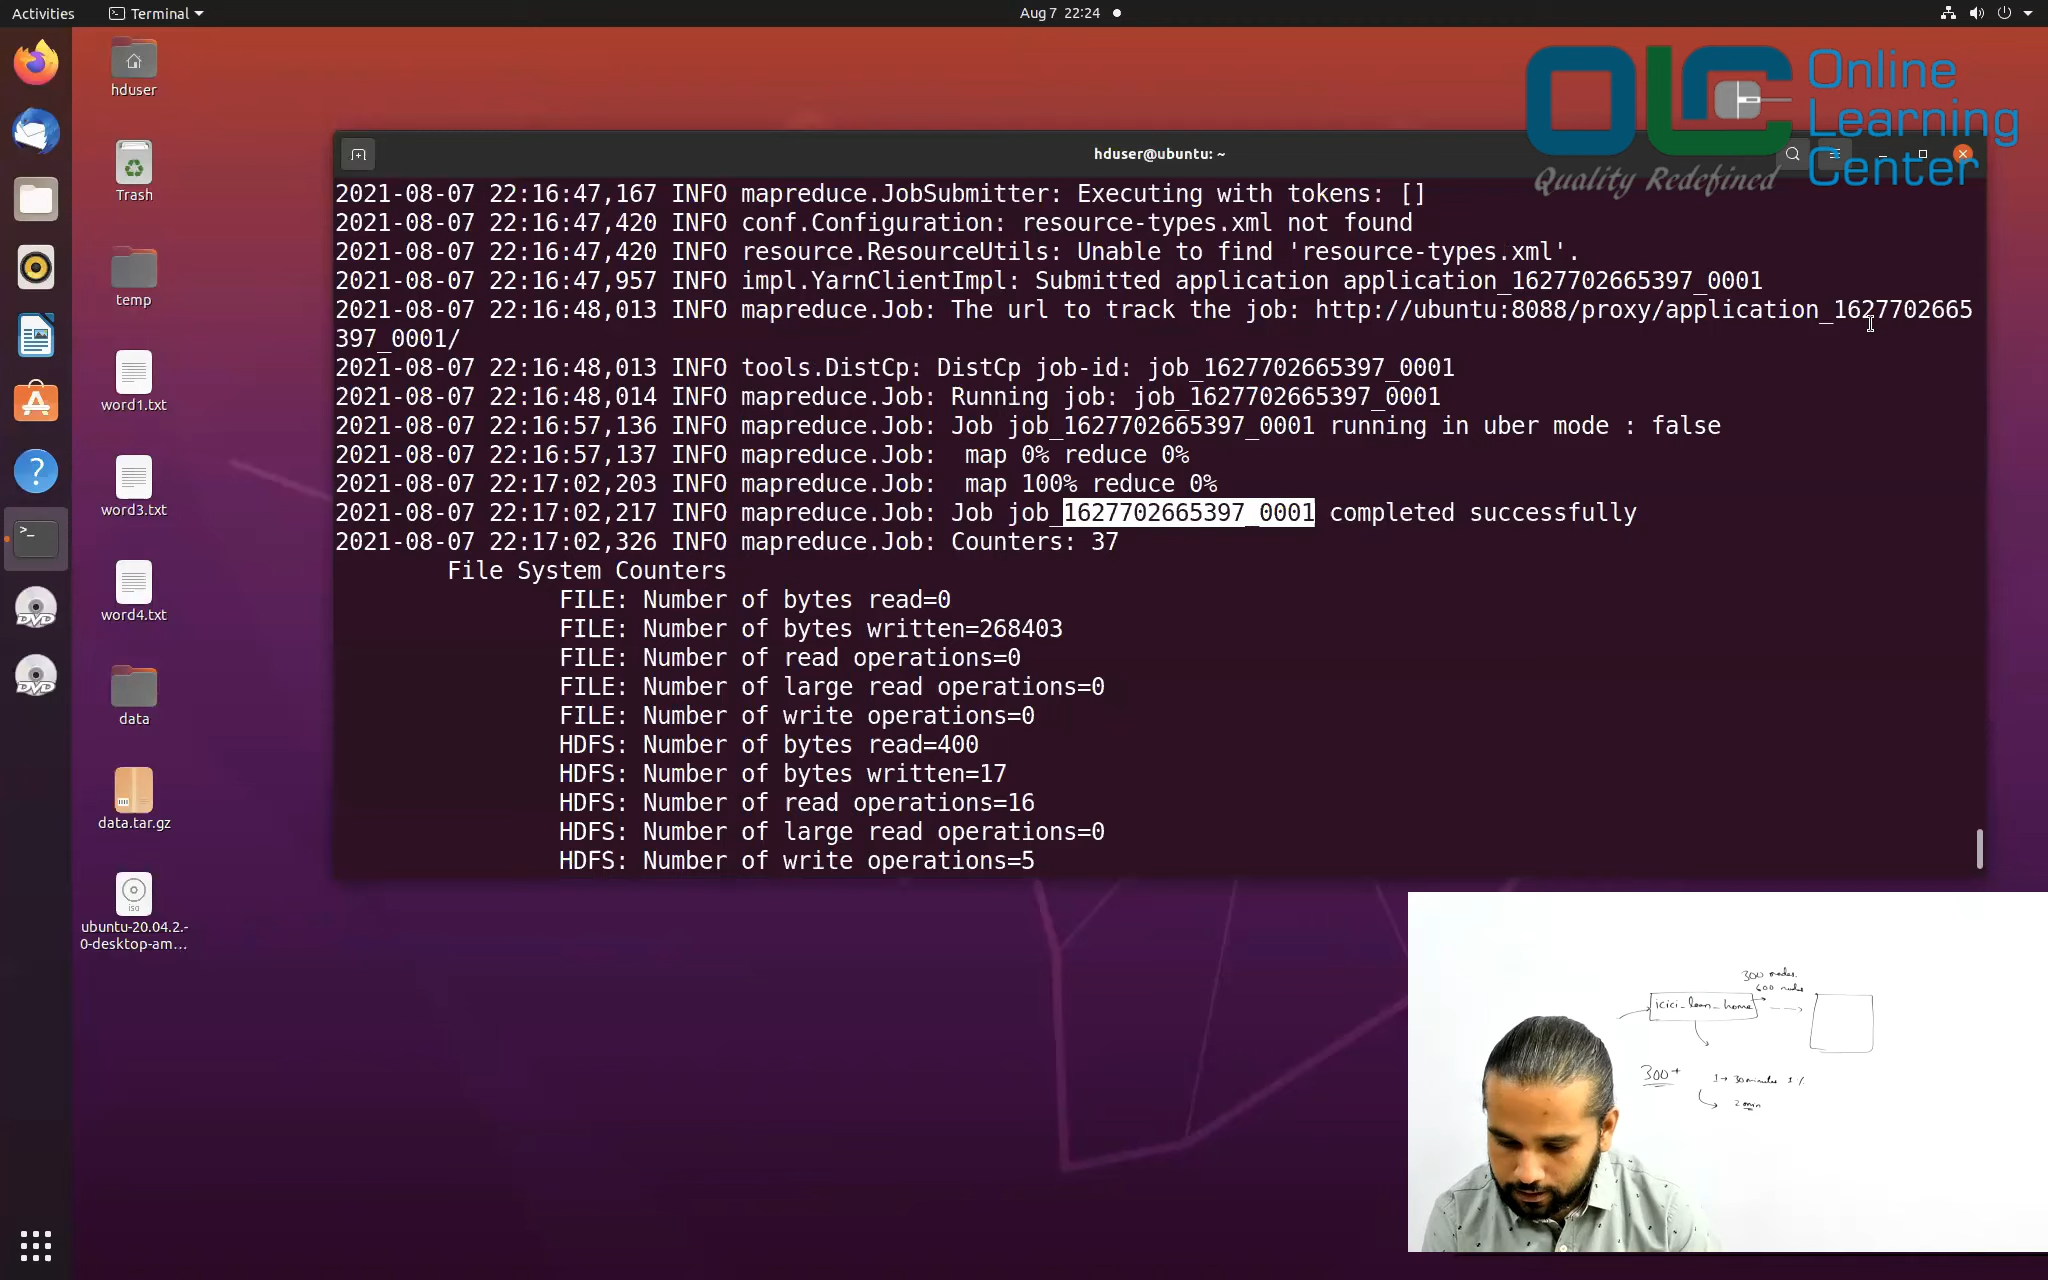 Activities
Terminal
Aug 7 22:24
hduser
Trash
temp
word1.txt
word3.txt
word4.txt
data
data.tar.gz
ubuntu-20.04.2.-
0-desktop-am...
Online
Learning
Center
OLC
Quality Redefined
hduser@ubuntu: ~
2021-08-07 22:16:47,167 INFO mapreduce.JobSubmitter: Executing with tokens: []
2021-08-07 22:16:47,420 INFO conf.Configuration: resource-types.xml not found
2021-08-07 22:16:47,420 INFO resource.ResourceUtils: Unable to find 'resource-types.xml'.
2021-08-07 22:16:47,957 INFO impl.YarnClientImpl: Submitted application application_1627702665397_0001
2021-08-07 22:16:48,013 INFO mapreduce.Job: The url to track the job: http://ubuntu:8088/proxy/application_1627702665
397_0001/
2021-08-07 22:16:48,013 INFO tools.DistCp: DistCp job-id: job_1627702665397_0001
2021-08-07 22:16:48,014 INFO mapreduce.Job: Running job: job_1627702665397_0001
2021-08-07 22:16:57,136 INFO mapreduce.Job: Job job_1627702665397_0001 running in uber mode : false
2021-08-07 22:16:57,137 INFO mapreduce.Job:  map 0% reduce 0%
2021-08-07 22:17:02,203 INFO mapreduce.Job:  map 100% reduce 0%
2021-08-07 22:17:02,217 INFO mapreduce.Job: Job job_1627702665397_0001 completed successfully
2021-08-07 22:17:02,326 INFO mapreduce.Job: Counters: 37
File System Counters
FILE: Number of bytes read=0
FILE: Number of bytes written=268403
FILE: Number of read operations=0
FILE: Number of large read operations=0
FILE: Number of write operations=0
HDFS: Number of bytes read=400
HDFS: Number of bytes written=17
HDFS: Number of read operations=16
HDFS: Number of large read operations=0
HDFS: Number of write operations=5
300 nodes.
600 nodes
icici_loan_home
300+
1→ 30 minutes
2 min